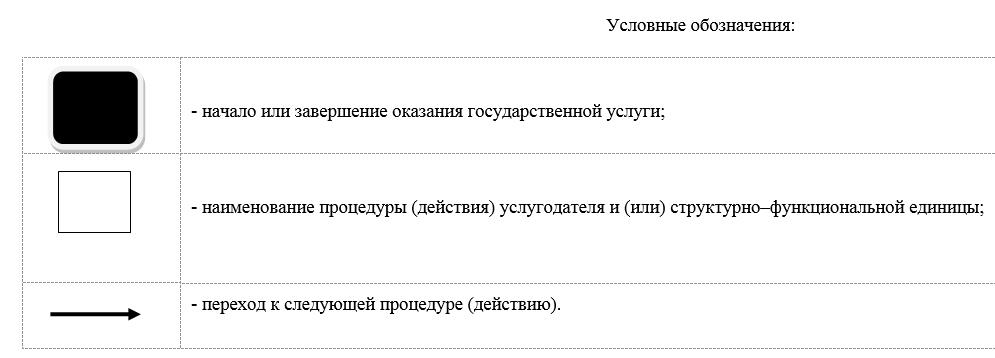 Условные обозначения:
- начало или завершение оказания государственной услуги;
- наименование процедуры (действия) услугодателя и (или) структурно–функциональной единицы;
- переход к следующей процедуре (действию).